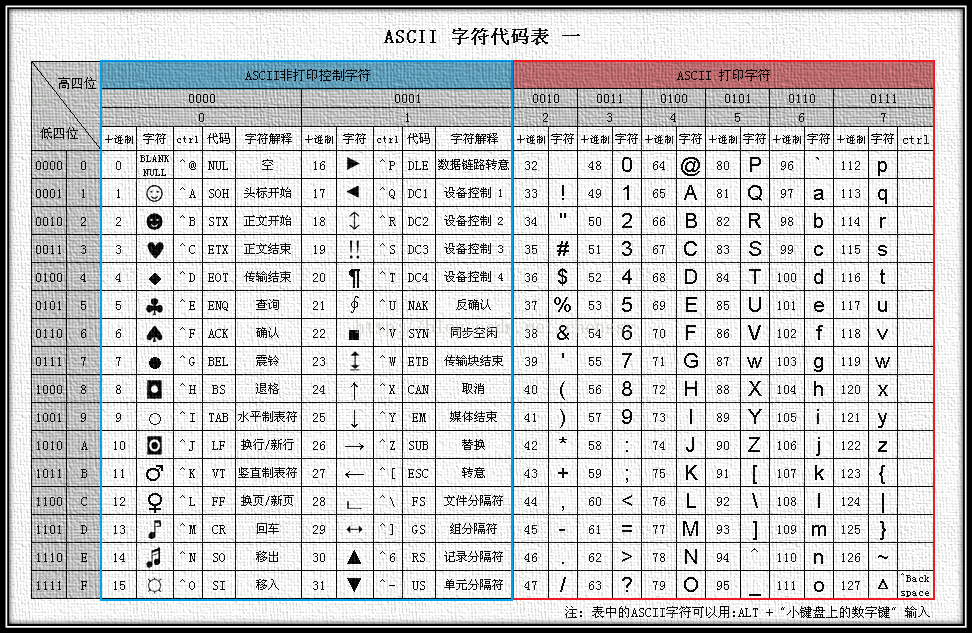 ASCII 字符代码表 一
高四位 ASCII非打印控制字符 ASCII 打印字符
0000 0001 0010 0011 0100 0101 0110 0111
低四位 0 1 2 3 4 5 6 7
十进制 字符 ctrl 代码 字符解释 十进制 字符 ctrl 代码 字符解释 十进制 字符 十进制 字符 十进制 字符 十进制 字符 十进制 字符 十进制 字符 ctrl
0000 0 0 BLANK NULL ^@ NUL 空 16 ► ^P DLE 数据链路转意 32 48 0 64 @ 80 P 96 ` 112 p
0001 1 1 ☺ ^A SOH 头标开始 17 ◄ ^Q DC1 设备控制 1 33 ! 49 1 65 A 81 Q 97 a 113 q
0010 2 2 ☻ ^B STX 正文开始 18 ↕ ^R DC2 设备控制 2 34 " 50 2 66 B 82 R 98 b 114 r
0011 3 3 ♥ ^C ETX 正文结束 19 ‼ ^S DC3 设备控制 3 35 # 51 3 67 C 83 S 99 c 115 s
0100 4 4 ♦ ^D EOT 传输结束 20 ¶ ^T DC4 设备控制 4 36 $ 52 4 68 D 84 T 100 d 116 t
0101 5 5 ♣ ^E ENQ 查询 21 ∮ ^U NAK 反确认 37 % 53 5 69 E 85 U 101 e 117 u
0110 6 6 ♠ ^F ACK 确认 22 ■ ^V SYN 同步空闲 38 & 54 6 70 F 86 V 102 f 118 v
0111 7 7 ● ^G BEL 震铃 23 ↨ ^W ETB 传输块结束 39 ' 55 7 71 G 87 w 103 g 119 w
1000 8 8 ◘ ^H BS 退格 24 ↑ ^X CAN 取消 40 ( 56 8 72 H 88 X 104 h 120 x
1001 9 9 ○ ^I TAB 水平制表符 25 ↓ ^Y EM 媒体结束 41 ) 57 9 73 I 89 Y 105 i 121 y
1010 A 10 ◙ ^J LF 换行/新行 26 → ^Z SUB 替换 42 * 58 : 74 J 90 Z 106 j 122 z
1011 B 11 ♂ ^K VT 竖直制表符 27 ← ^[ ESC 转意 43 + 59 ; 75 K 91 [ 107 k 123 {
1100 C 12 ♀ ^L FF 换页/新页 28 ∟ ^\ FS 文件分隔符 44 , 60 < 76 L 92 \ 108 l 124 |
1101 D 13 ♪ ^M CR 回车 29 ↔ ^] GS 组分隔符 45 - 61 = 77 M 93 ] 109 m 125 }
1110 E 14 ♫ ^N SO 移出 30 ▲ ^6 RS 记录分隔符 46 . 62 > 78 N 94 ^ 110 n 126 ~
1111 F 15 ☼ ^O SI 移入 31 ▼ ^- US 单元分隔符 47 / 63 ? 79 O 95 _ 111 o 127 Δ ^Back space
注: 表中的ASCII字符可以用:ALT + "小键盘上的数字键" 输入